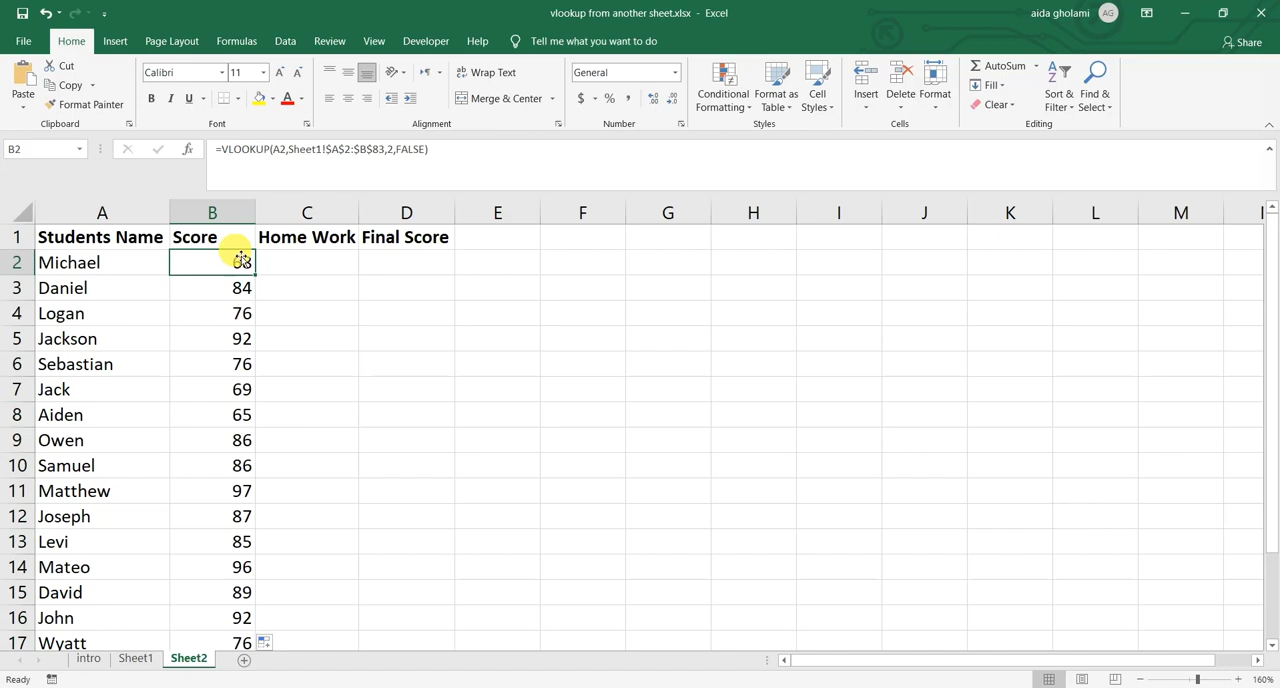 vlookup from another sheet.xlsx - Excel
aida gholami AG
File Home Insert Page Layout Formulas Data Review View Developer Help Tell me what you want to do Share
Paste Cut Copy Format Painter
Clipboard
Calibri 11
B I U A
Font
Wrap Text
Merge & Center
Alignment
General
$ % ,
Number
Conditional Formatting Format as Table Cell Styles
Styles
Insert Delete Format
Cells
AutoSum Fill Clear
Sort & Filter Find & Select
Editing
B2 fx =VLOOKUP(A2,Sheet1!$A$2:$B$83,2,FALSE)
A B C D E F G H I J K L M
1 Students Name Score Home Work Final Score
2 Michael
3 Daniel 84
4 Logan 76
5 Jackson 92
6 Sebastian 76
7 Jack 69
8 Aiden 65
9 Owen 86
10 Samuel 86
11 Matthew 97
12 Joseph 87
13 Levi 85
14 Mateo 96
15 David 89
16 John 92
17 Wyatt 76
intro Sheet1 Sheet2
Ready 160%